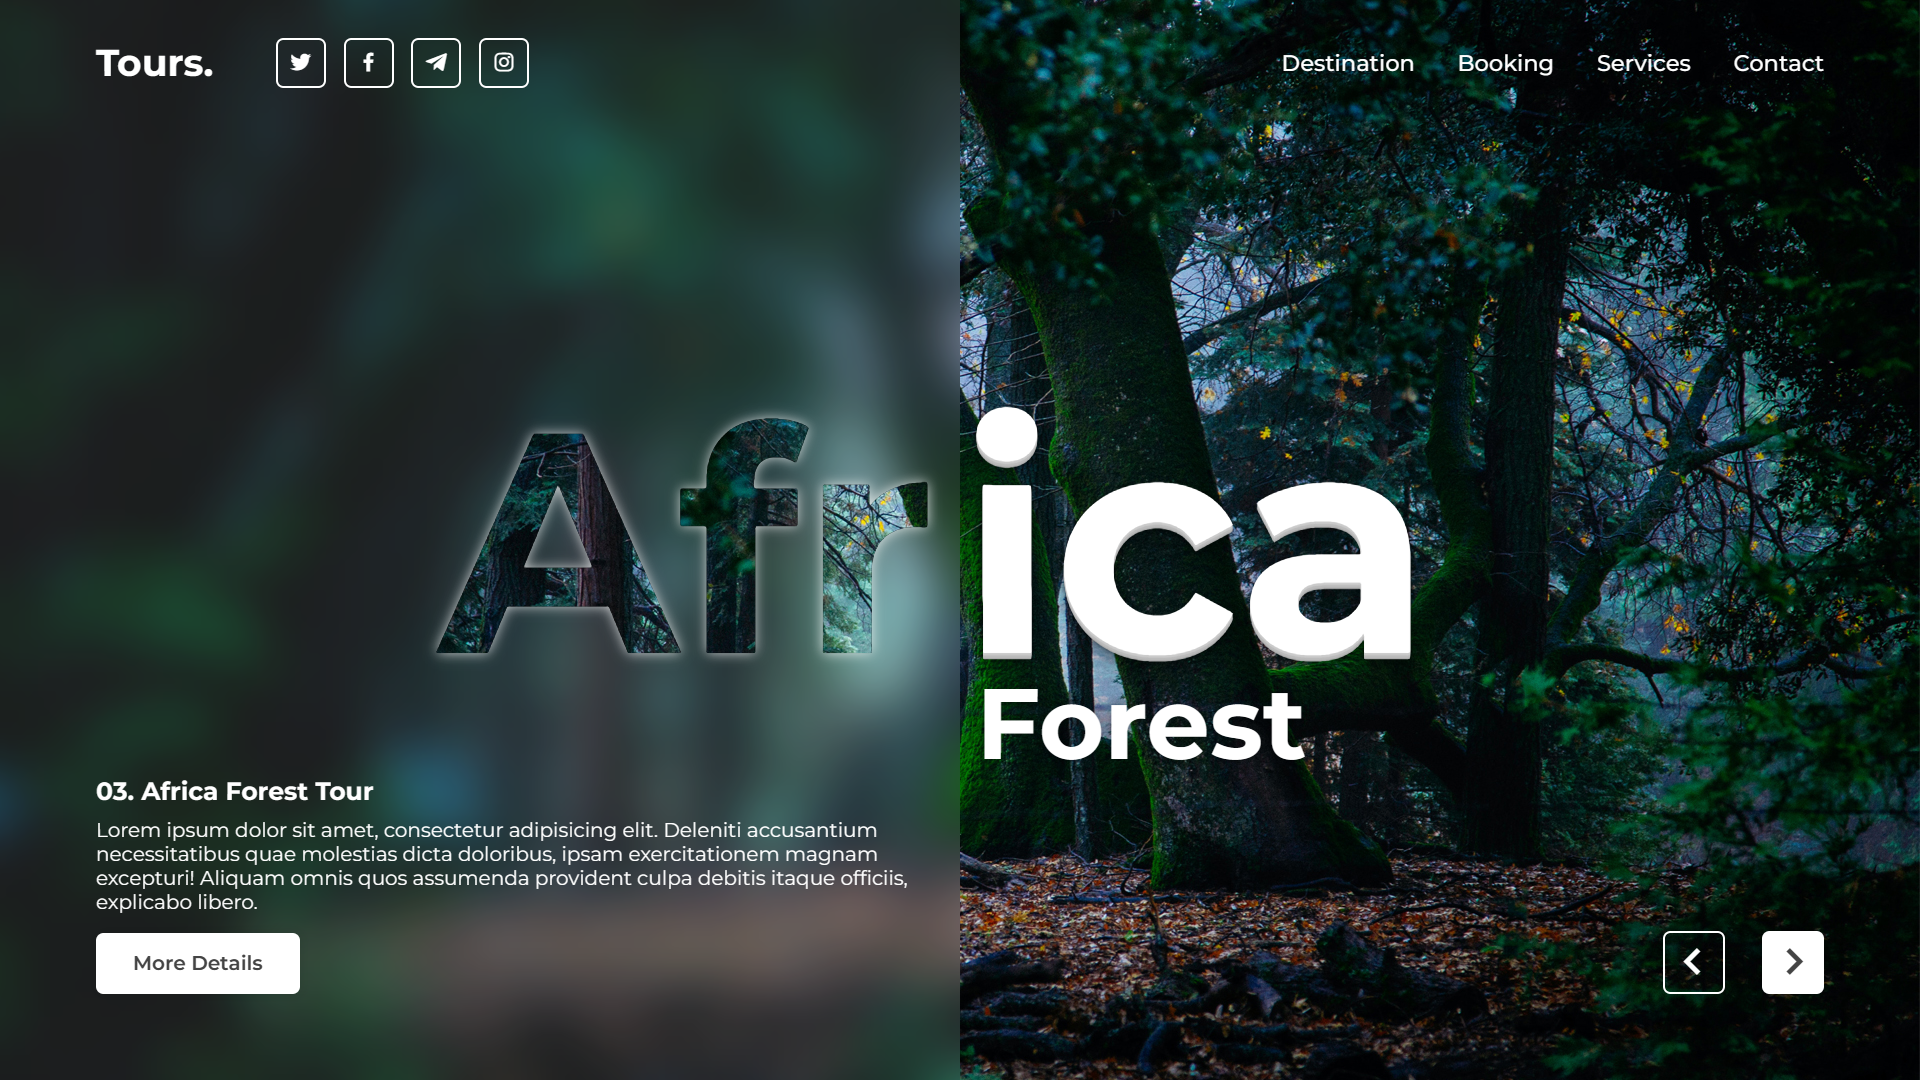 Tours.
Destination Booking Services Contact
Africa
Forest
03. Africa Forest Tour
Lorem ipsum dolor sit amet, consectetur adipisicing elit. Deleniti accusantium
necessitatibus quae molestias dicta doloribus, ipsam exercitationem magnam
excepturi! Aliquam omnis quos assumenda provident culpa debitis itaque officiis,
explicabo libero.
More Details